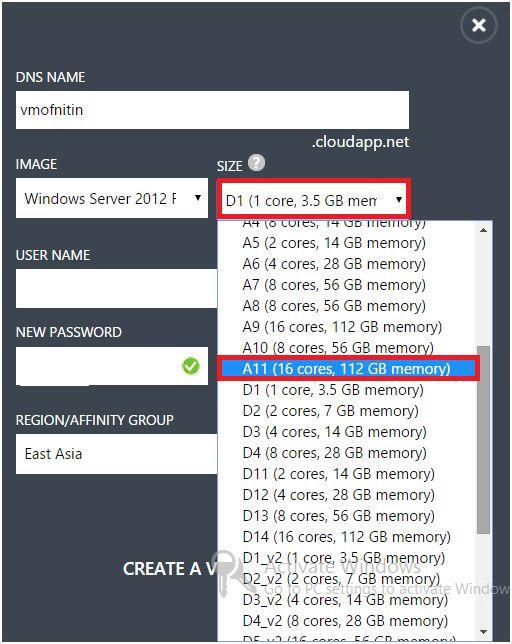 DNS NAME
vmofnitin
.cloudapp.net
IMAGE
SIZE ?
Windows Server 2012 F
D1 (1 core, 3.5 GB mem
A4 (8 cores, 14 GB memory)
A5 (2 cores, 14 GB memory)
USER NAME
A6 (4 cores, 28 GB memory)
A7 (8 cores, 56 GB memory)
A8 (8 cores, 56 GB memory)
A9 (16 cores, 112 GB memory)
NEW PASSWORD
A10 (8 cores, 56 GB memory)
A11 (16 cores, 112 GB memory)
D1 (1 core, 3.5 GB memory)
D2 (2 cores, 7 GB memory)
REGION/AFFINITY GROUP
D3 (4 cores, 14 GB memory)
D4 (8 cores, 28 GB memory)
East Asia
D11 (2 cores, 14 GB memory)
D12 (4 cores, 28 GB memory)
D13 (8 cores, 56 GB memory)
D14 (16 cores, 112 GB memory)
D1_v2 (1 core, 3.5 GB memory)
Activate Windows
CREATE A V
D2_v2 (2 cores, 7 GB memory)
Go to PC settings to activate Window
D3_v2 (4 cores, 14 GB memory)
D4_v2 (8 cores, 28 GB memory)
D5_v2 (16 cores, 56 GB memory)